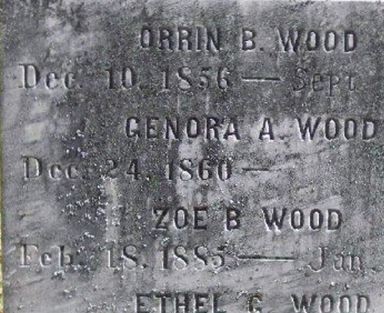 ORRIN B. WOOD
Dec. 10, 1856 — Sept
GENORA A. WOOD
Dec. 24, 1860 —
ZOE B WOOD
Feb. 18, 1885 — Jan.
ETHEL G. WOOD